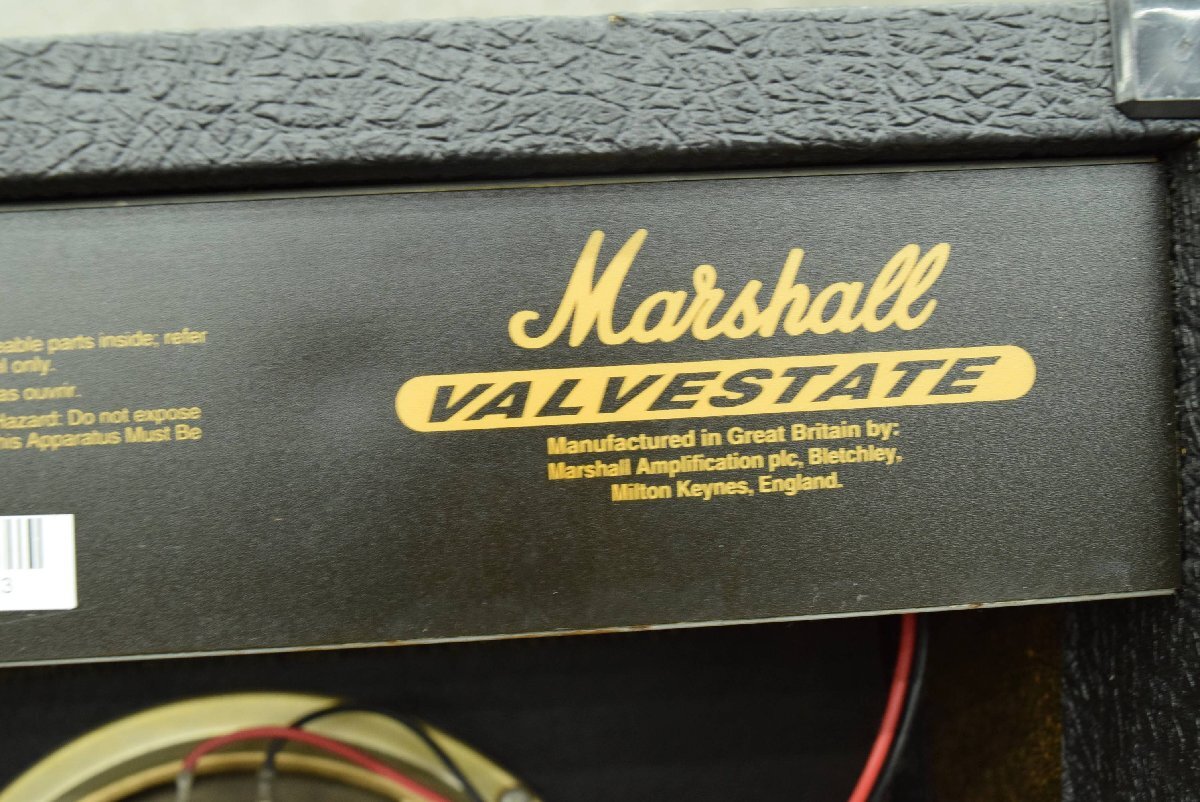 parts inside; refer
only.
as ouvrir.
Hazard: Do not expose
his Apparatus Must Be
3
Marshall
VALVESTATE
Manufactured in Great Britain by:
Marshall Amplification plc, Bletchley,
Milton Keynes, England.